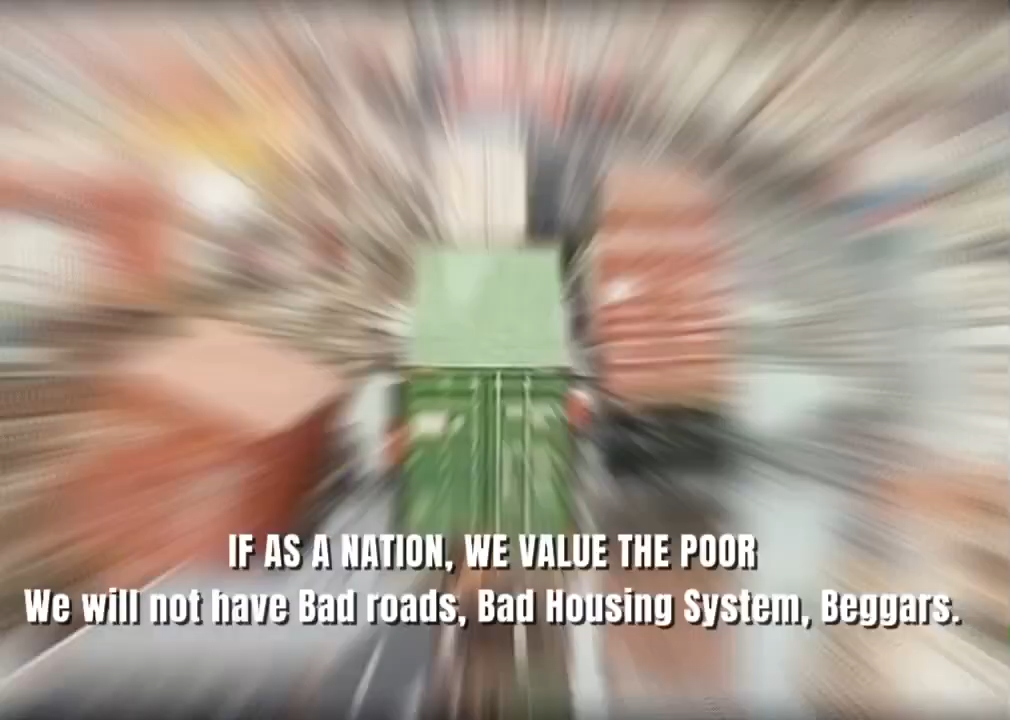 IF AS A NATION, WE VALUE THE POOR
We will not have Bad roads, Bad Housing System, Beggars.